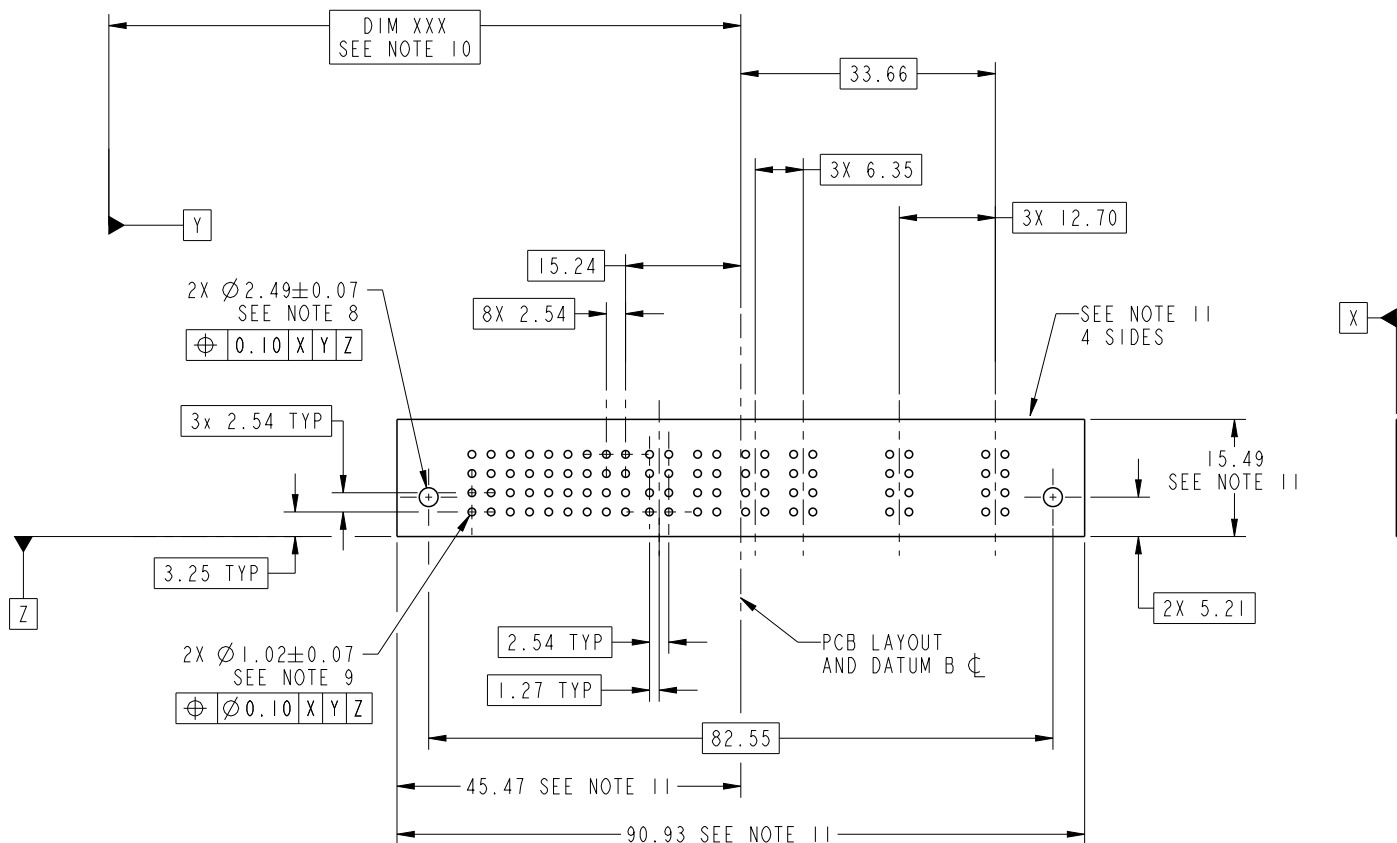 DIM XXX
SEE NOTE 10
33.66
3X 6.35
Y
3X 12.70
15.24
2X Ø2.49±0.07
SEE NOTE 8
8X 2.54
SEE NOTE 11
4 SIDES
X
⌖ 0.10 X Y Z
3x 2.54 TYP
15.49
SEE NOTE 11
3.25 TYP
Z
2X 5.21
2.54 TYP
PCB LAYOUT
AND DATUM B ℄
2X Ø1.02±0.07
SEE NOTE 9
1.27 TYP
⌖ Ø0.10 X Y Z
82.55
45.47 SEE NOTE 11
90.93 SEE NOTE 11